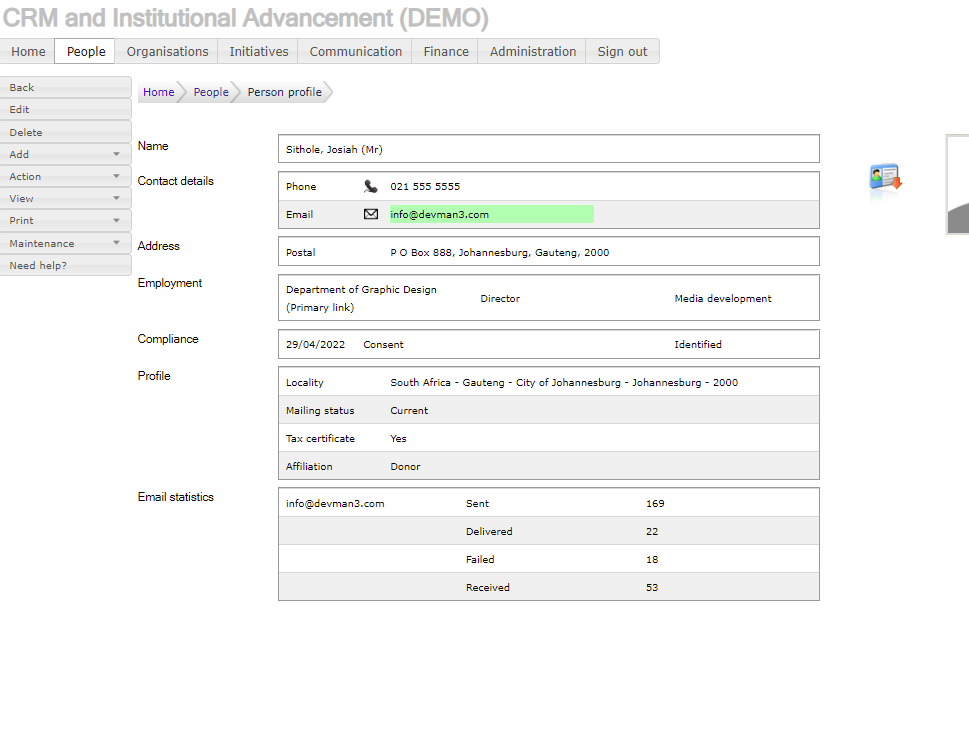 CRM and Institutional Advancement (DEMO)
Home People Organisations Initiatives Communication Finance Administration Sign out
Back
Edit
Delete
Add
Action
View
Print
Maintenance
Need help?
Home People Person profile
Name Sithole, Josiah (Mr)
Contact details Phone 021 555 5555
Email info@devman3.com
Address Postal P O Box 888, Johannesburg, Gauteng, 2000
Employment Department of Graphic Design (Primary link) Director Media development
Compliance 29/04/2022 Consent Identified
Profile Locality South Africa - Gauteng - City of Johannesburg - Johannesburg - 2000
Mailing status Current
Tax certificate Yes
Affiliation Donor
Email statistics info@devman3.com Sent 169
Delivered 22
Failed 18
Received 53